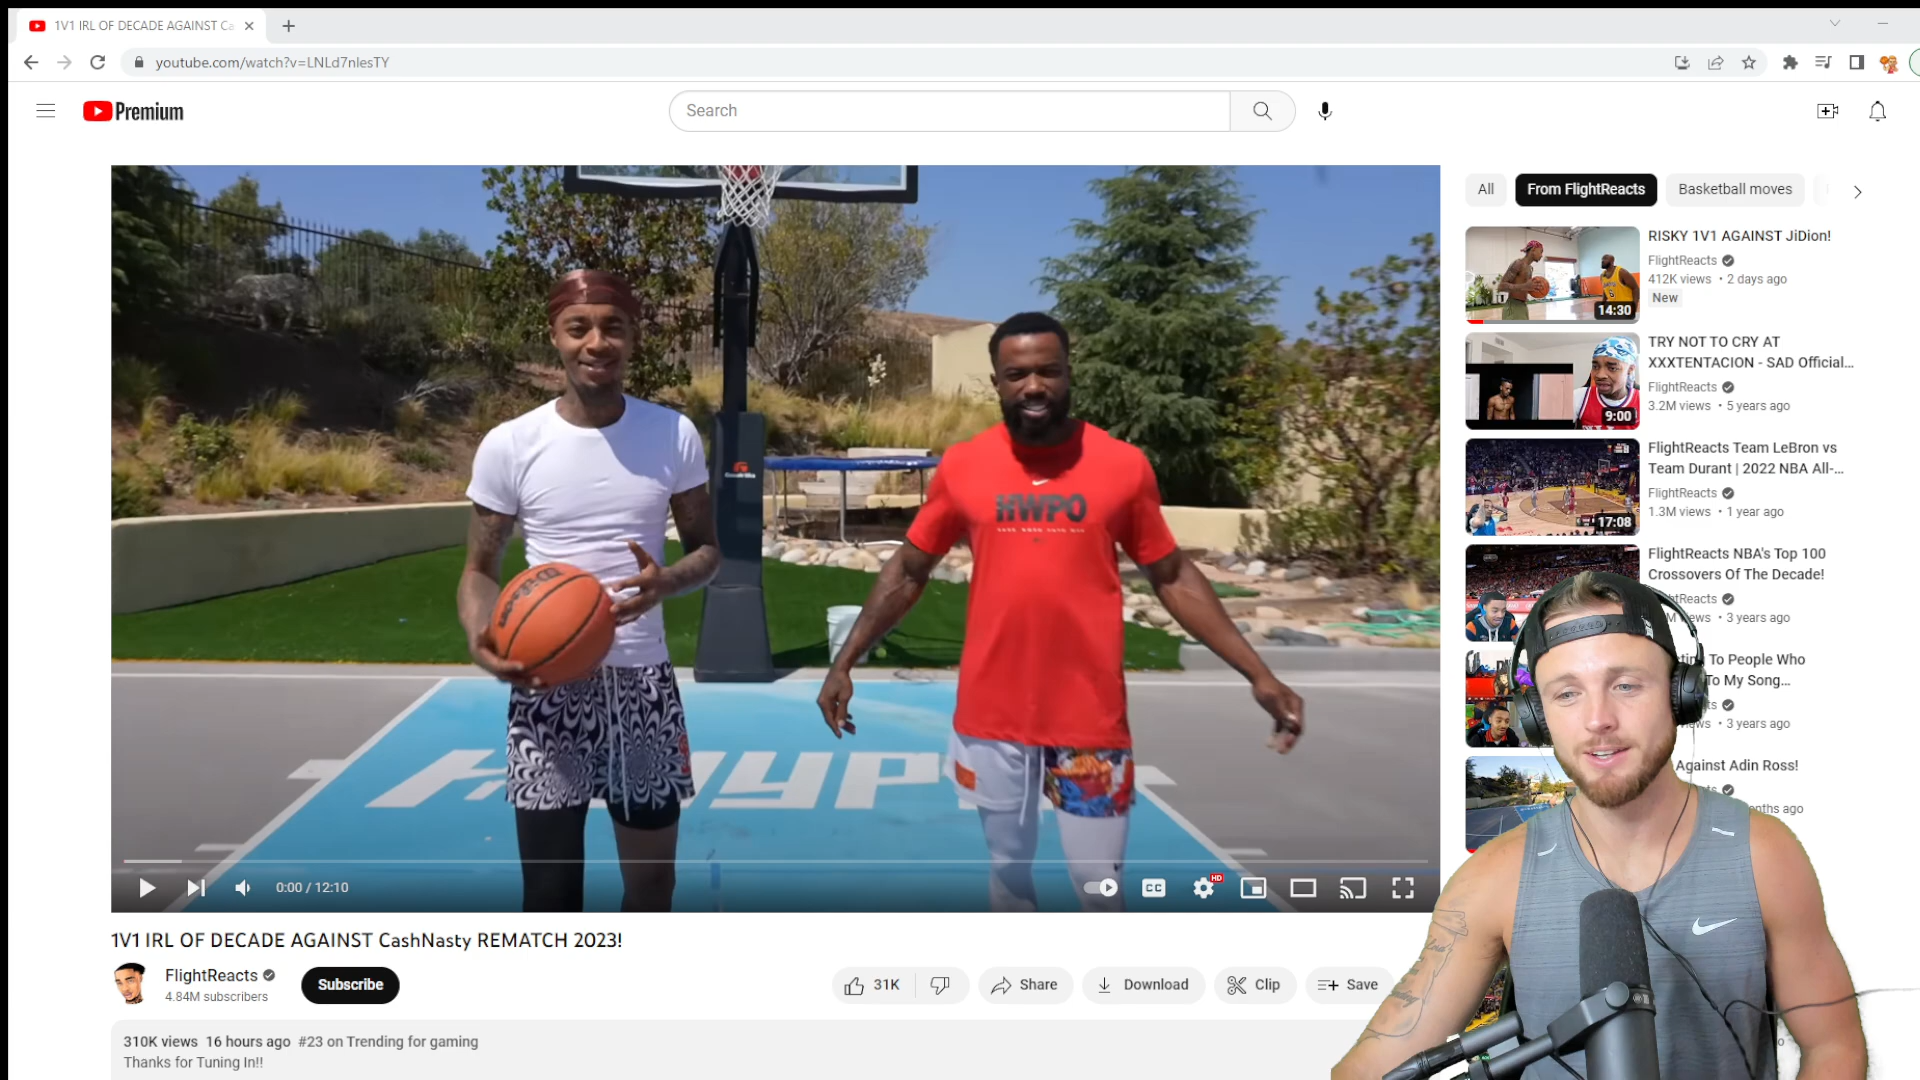 1V1 IRL OF DECADE AGAINST Ca
youtube.com/watch?v=LNLd7nlesTY
Premium
Search
All
From FlightReacts
Basketball moves
RISKY 1V1 AGAINST JiDion!
FlightReacts
412K views • 2 days ago
New
14:30
TRY NOT TO CRY AT
XXXTENTACION - SAD Official...
FlightReacts
3.2M views • 5 years ago
9:00
FlightReacts Team LeBron vs
Team Durant | 2022 NBA All-...
FlightReacts
1.3M views • 1 year ago
17:08
FlightReacts NBA's Top 100
Crossovers Of The Decade!
tReacts
views • 3 years ago
To People Who
To My Song...
• 3 years ago
Against Adin Ross!
Wilson
HWPO
0:00 / 12:10
CC
HD
1V1 IRL OF DECADE AGAINST CashNasty REMATCH 2023!
FlightReacts
4.84M subscribers
Subscribe
31K
Share
Download
Clip
Save
310K views 16 hours ago #23 on Trending for gaming
Thanks for Tuning In!!